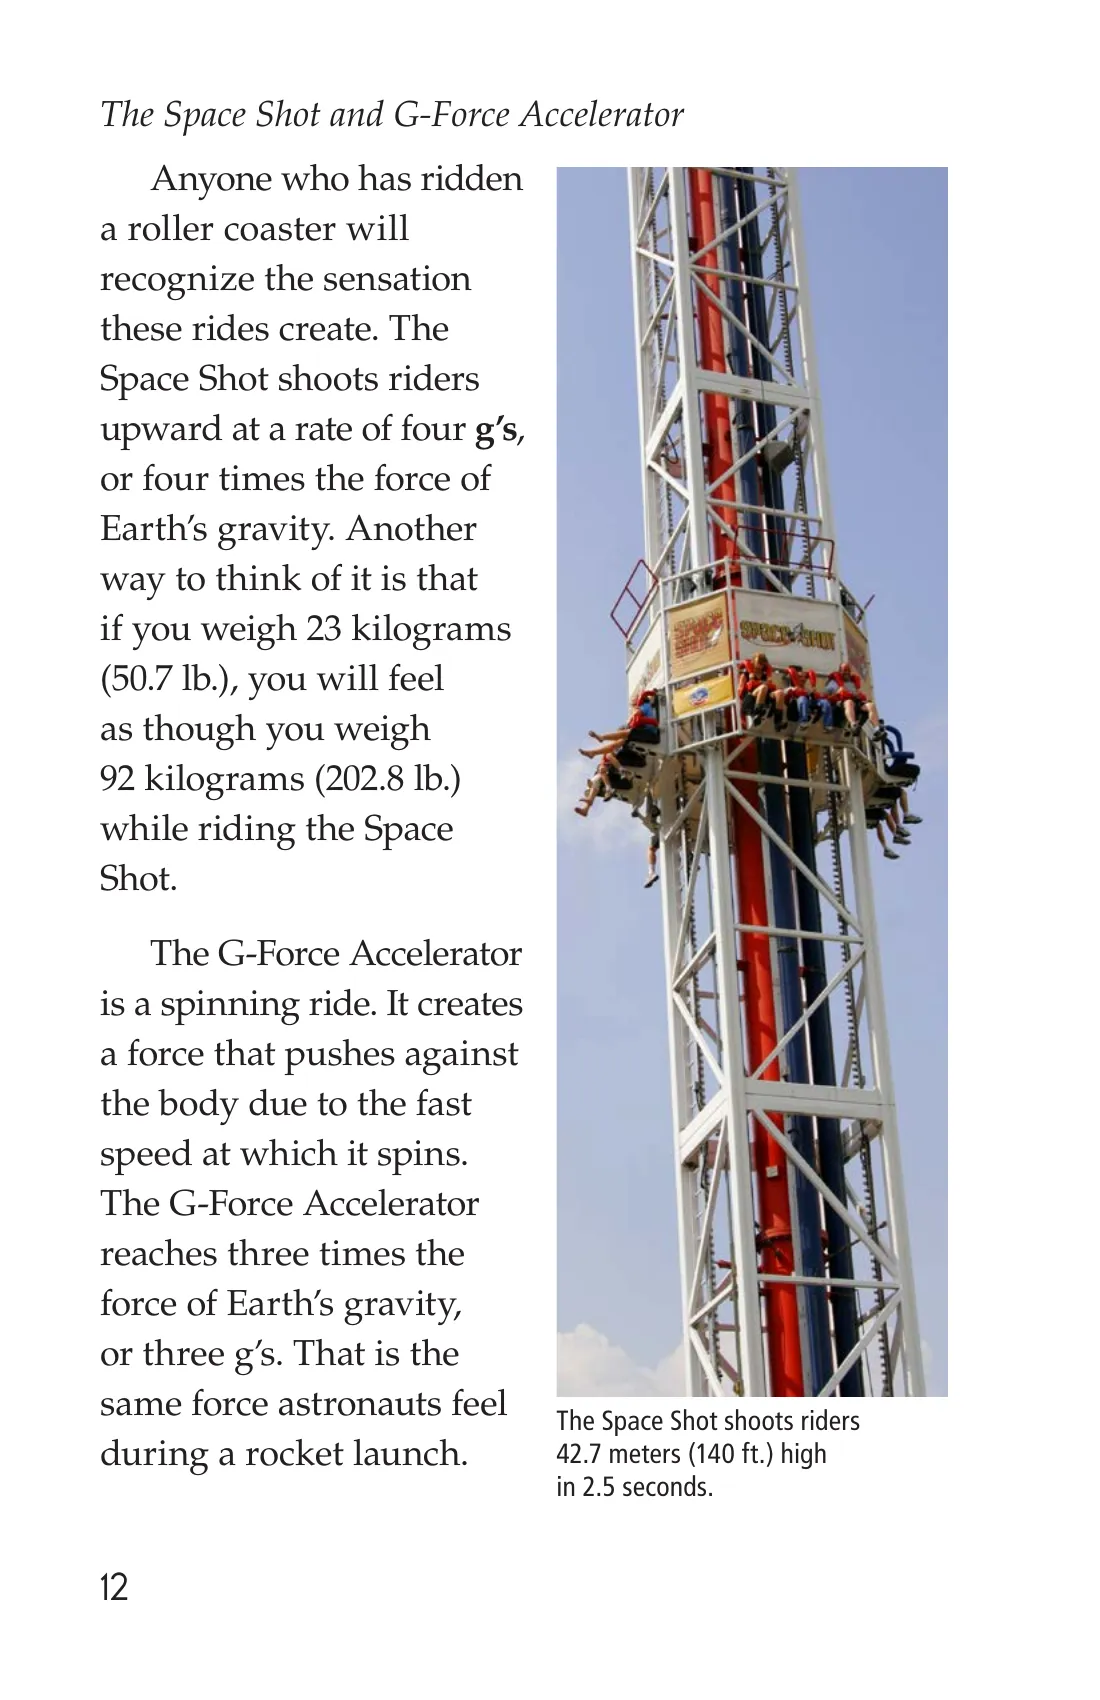 The Space Shot and G-Force Accelerator
Anyone who has ridden
a roller coaster will
recognize the sensation
these rides create. The
Space Shot shoots riders
upward at a rate of four g’s,
or four times the force of
Earth’s gravity. Another
way to think of it is that
if you weigh 23 kilograms
(50.7 lb.), you will feel
as though you weigh
92 kilograms (202.8 lb.)
while riding the Space
Shot.
The G-Force Accelerator
is a spinning ride. It creates
a force that pushes against
the body due to the fast
speed at which it spins.
The G-Force Accelerator
reaches three times the
force of Earth’s gravity,
or three g’s. That is the
same force astronauts feel
during a rocket launch.
SPACE SHOT
The Space Shot shoots riders
42.7 meters (140 ft.) high
in 2.5 seconds.
12